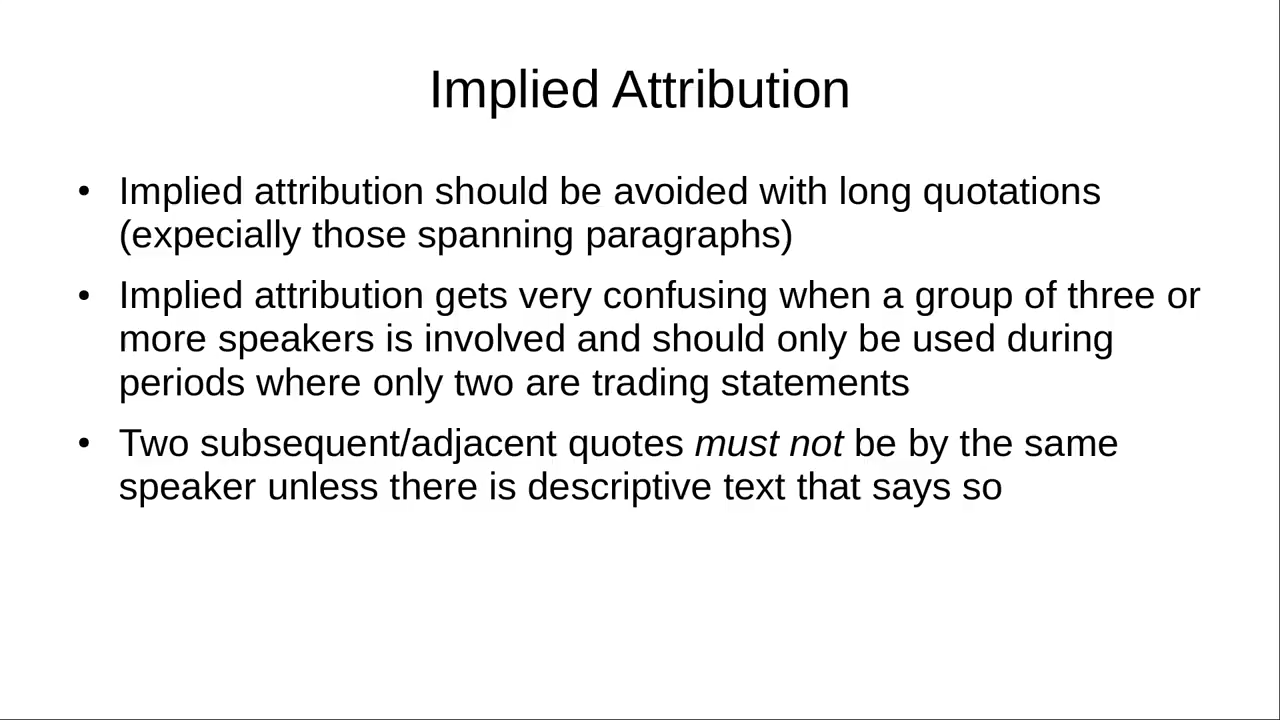 Implied Attribution
• Implied attribution should be avoided with long quotations
(expecially those spanning paragraphs)
• Implied attribution gets very confusing when a group of three or
more speakers is involved and should only be used during
periods where only two are trading statements
• Two subsequent/adjacent quotes must not be by the same
speaker unless there is descriptive text that says so